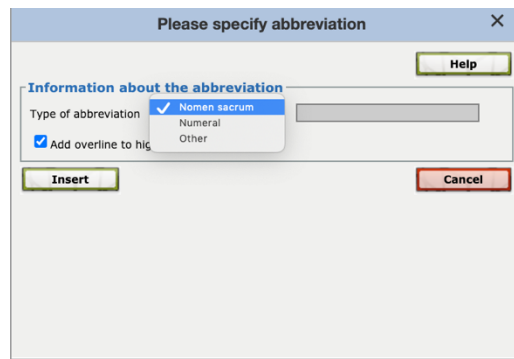 Please specify abbreviation
Help
Information about the abbreviation
Type of abbreviation
Nomen sacrum
Numeral
Other
Add overline to hig
Insert
Cancel